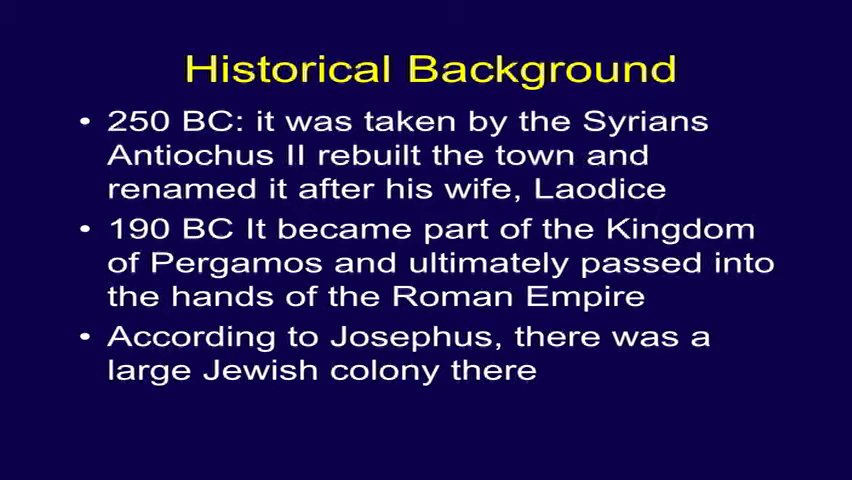 Historical Background
• 250 BC: it was taken by the Syrians
Antiochus II rebuilt the town and
renamed it after his wife, Laodice
• 190 BC It became part of the Kingdom
of Pergamos and ultimately passed into
the hands of the Roman Empire
• According to Josephus, there was a
large Jewish colony there